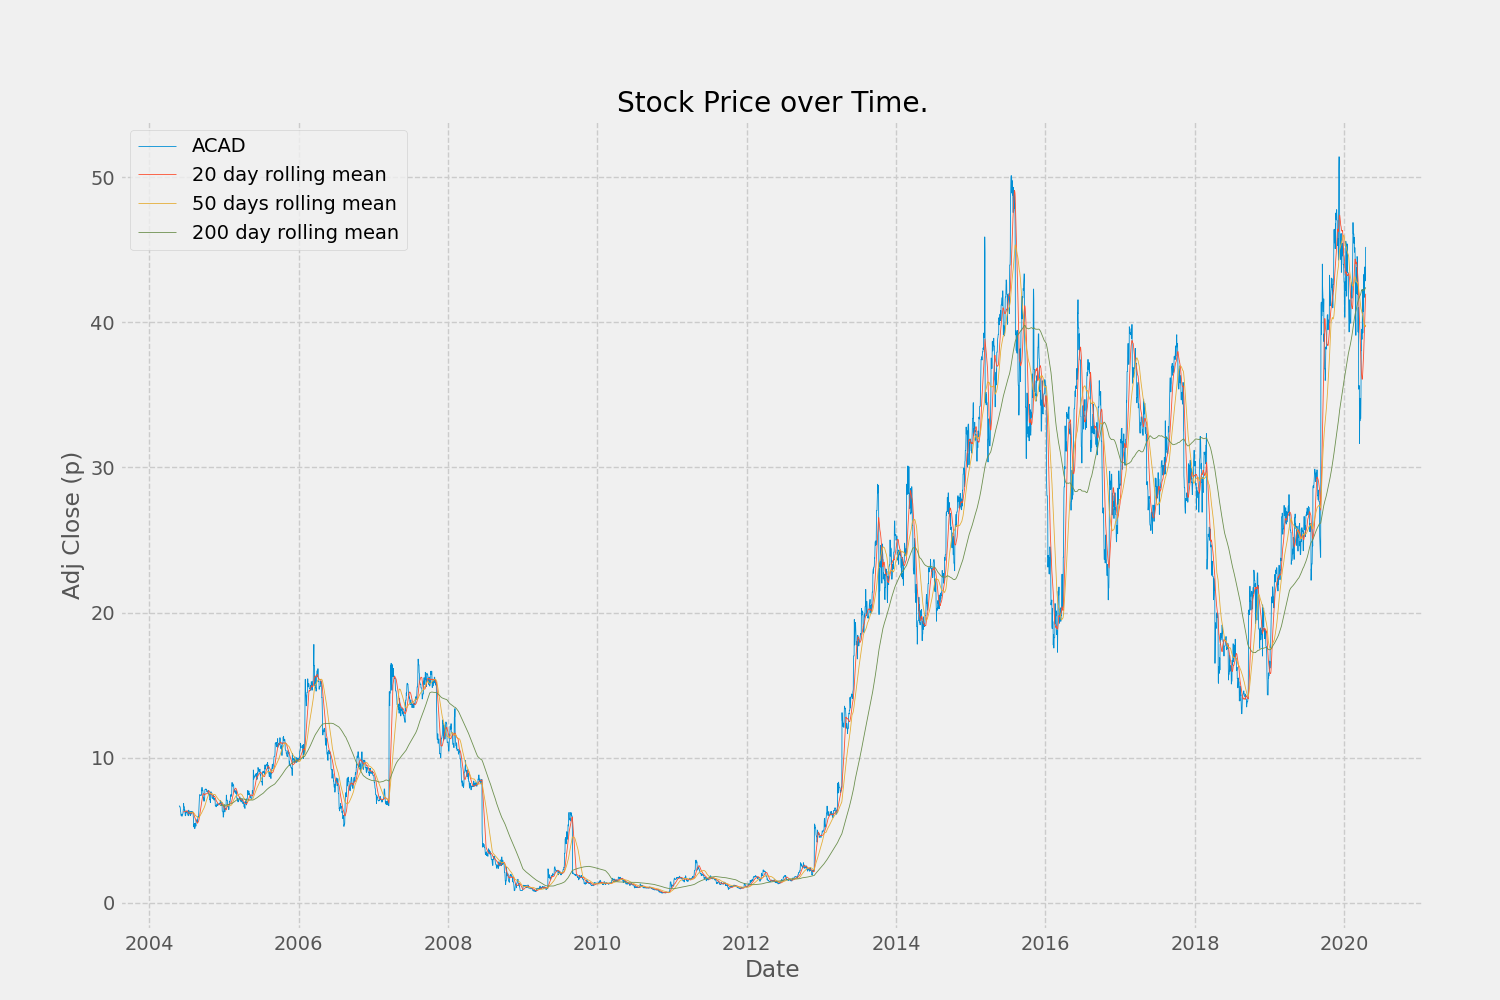 Stock Price over Time.
ACAD
20 day rolling mean
50 days rolling mean
200 day rolling mean
50
40
30
20
10
0
Adj Close (p)
2004 2006 2008 2010 2012 2014 2016 2018 2020
Date